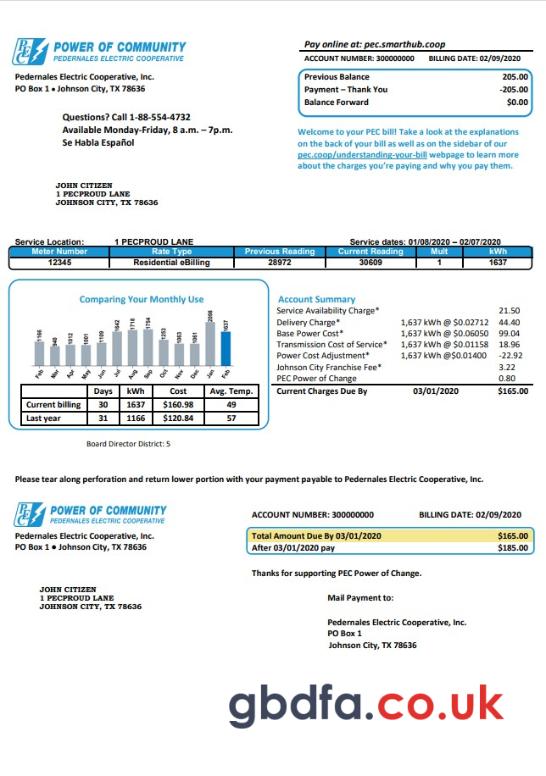 PEC
POWER OF COMMUNITY
PEDERNALES ELECTRIC COOPERATIVE
Pay online at: pec.smarthub.coop
ACCOUNT NUMBER: 300000000 BILLING DATE: 02/09/2020
Pedernales Electric Cooperative, Inc.
PO Box 1 • Johnson City, TX 78636
Previous Balance 205.00
Payment – Thank You -205.00
Balance Forward $0.00
Questions? Call 1-88-554-4732
Available Monday-Friday, 8 a.m. – 7p.m.
Se Habla Español
Welcome to your PEC bill! Take a look at the explanations
on the back of your bill as well as on the sidebar of our
pec.coop/understanding-your-bill webpage to learn more
about the charges you're paying and why you pay them.
JOHN CITIZEN
1 PECPROUD LANE
JOHNSON CITY, TX 78636
Service Location: 1 PECPROUD LANE Service dates: 01/08/2020 – 02/07/2020
Meter Number Rate Type Previous Reading Current Reading Mult kWh
12345 Residential eBilling 28972 30609 1 1637
Comparing Your Monthly Use
1166 940 1012 1001 1109 1642 1718 1754 1253 1063 1061 2098 1637
Feb Mar Apr May Jun Jul Aug Sep Oct Nov Dec Jan Feb
Days kWh Cost Avg. Temp.
Current billing 30 1637 $160.98 49
Last year 31 1166 $120.84 57
Board Director District: 5
Account Summary
Service Availability Charge* 21.50
Delivery Charge* 1,637 kWh @ $0.02712 44.40
Base Power Cost* 1,637 kWh @ $0.06050 99.04
Transmission Cost of Service* 1,637 kWh @ $0.01158 18.96
Power Cost Adjustment* 1,637 kWh @$0.01400 -22.92
Johnson City Franchise Fee* 3.22
PEC Power of Change 0.80
Current Charges Due By 03/01/2020 $165.00
Please tear along perforation and return lower portion with your payment payable to Pedernales Electric Cooperative, Inc.
PEC
POWER OF COMMUNITY
PEDERNALES ELECTRIC COOPERATIVE
ACCOUNT NUMBER: 300000000 BILLING DATE: 02/09/2020
Pedernales Electric Cooperative, Inc.
PO Box 1 • Johnson City, TX 78636
Total Amount Due By 03/01/2020 $165.00
After 03/01/2020 pay $185.00
Thanks for supporting PEC Power of Change.
JOHN CITIZEN
1 PECPROUD LANE
JOHNSON CITY, TX 78636
Mail Payment to:
Pedernales Electric Cooperative, Inc.
PO Box 1
Johnson City, TX 78636
gbdfa.co.uk